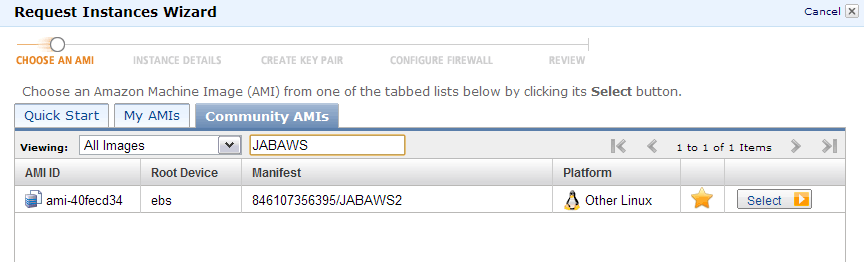 Request Instances Wizard Cancel
CHOOSE AN AMI INSTANCE DETAILS CREATE KEY PAIR CONFIGURE FIREWALL REVIEW
Choose an Amazon Machine Image (AMI) from one of the tabbed lists below by clicking its Select button.
Quick Start My AMIs Community AMIs
Viewing: All Images JABAWS 1 to 1 of 1 Items
AMI ID Root Device Manifest Platform
ami-40fecd34 ebs 846107356395/JABAWS2 Other Linux Select